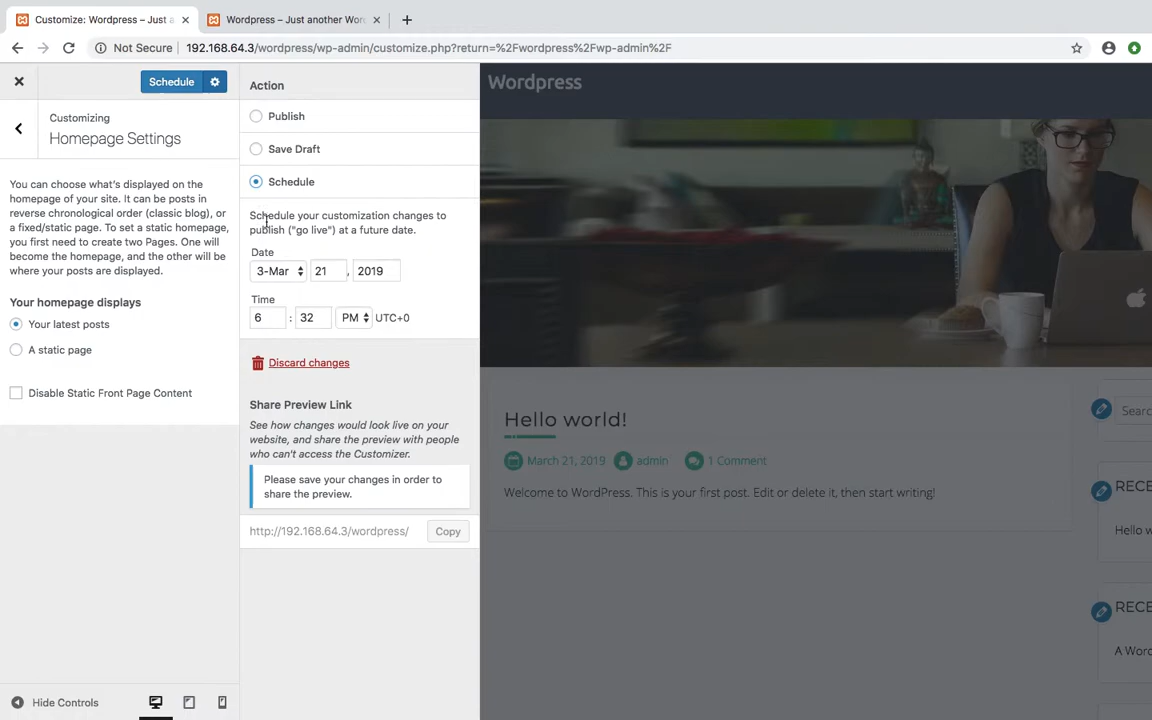 Customize: Wordpress – Just a
Wordpress – Just another Wor
Not Secure
192.168.64.3/wordpress/wp-admin/customize.php?return=%2Fwordpress%2Fwp-admin%2F
Schedule
Customizing
Homepage Settings
You can choose what's displayed on the
homepage of your site. It can be posts in
reverse chronological order (classic blog), or
a fixed/static page. To set a static homepage,
you first need to create two Pages. One will
become the homepage, and the other will be
where your posts are displayed.
Your homepage displays
Your latest posts
A static page
Disable Static Front Page Content
Hide Controls
Action
Publish
Save Draft
Schedule
Schedule your customization changes to
publish ("go live") at a future date.
Date
3-Mar 21 , 2019
Time
6 : 32 PM UTC+0
Discard changes
Share Preview Link
See how changes would look live on your
website, and share the preview with people
who can't access the Customizer.
Please save your changes in order to
share the preview.
http://192.168.64.3/wordpress/ Copy
Wordpress
Hello world!
March 21, 2019 admin 1 Comment
Welcome to WordPress. This is your first post. Edit or delete it, then start writing!
Searc
RECE
Hello w
RECE
A Word